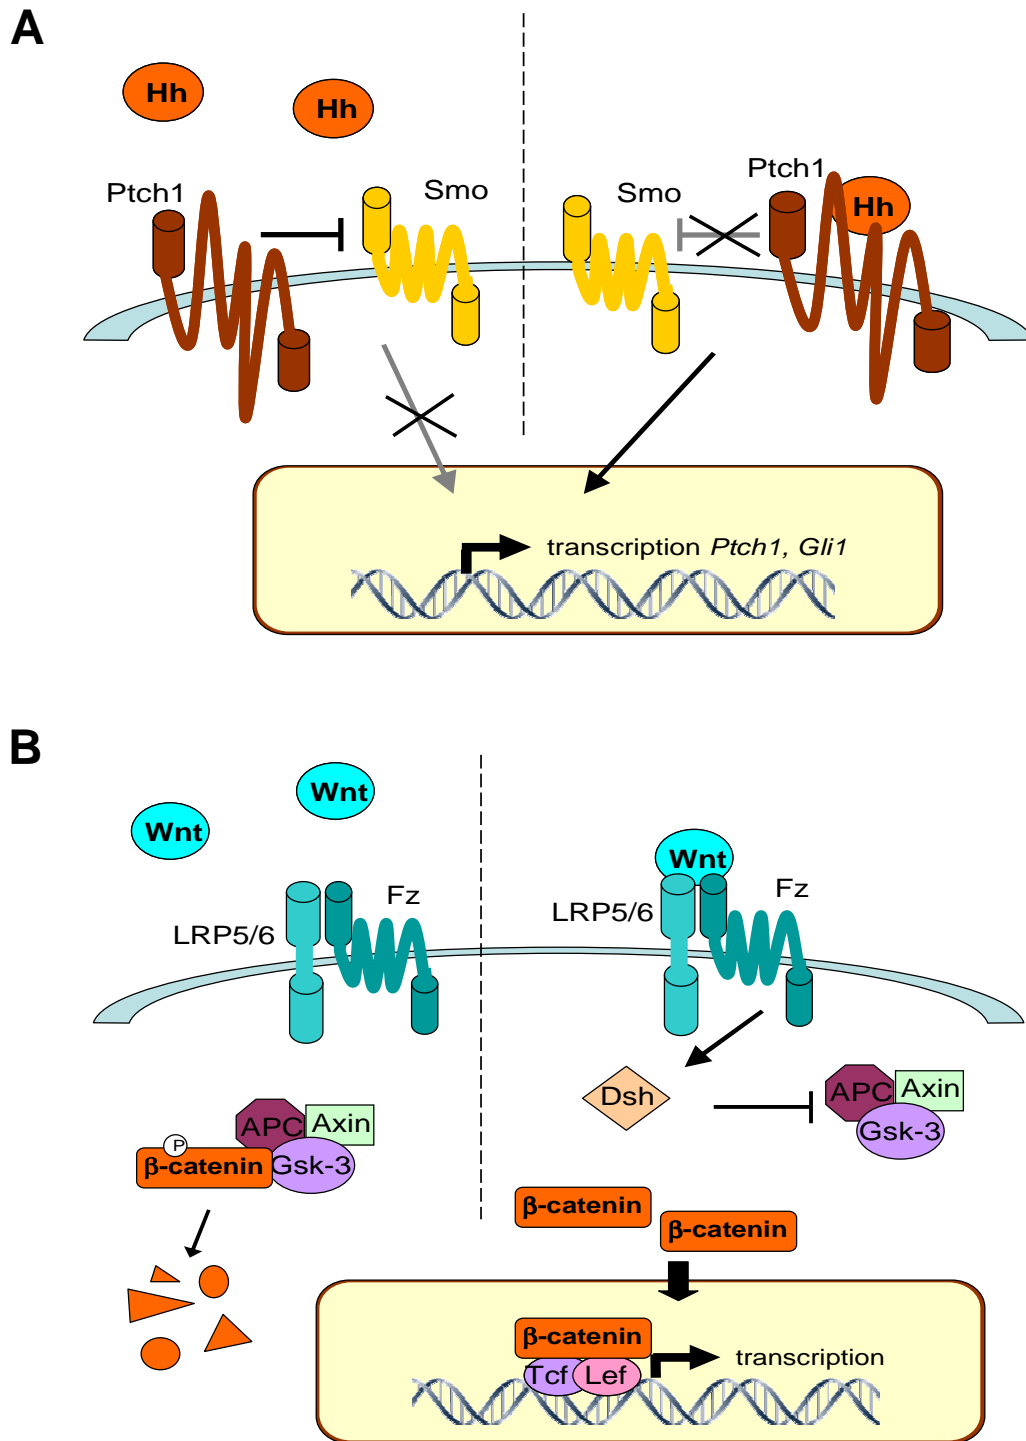 A
Hh
Hh
Ptch1
Smo
Smo
Ptch1
Hh
transcription Ptch1, Gli1
B
Wnt
Wnt
Wnt
Fz
LRP5/6
Fz
LRP5/6
Dsh
APC
Axin
Gsk-3
APC
Axin
P
β-catenin
Gsk-3
β-catenin
β-catenin
β-catenin
Tcf
Lef
transcription